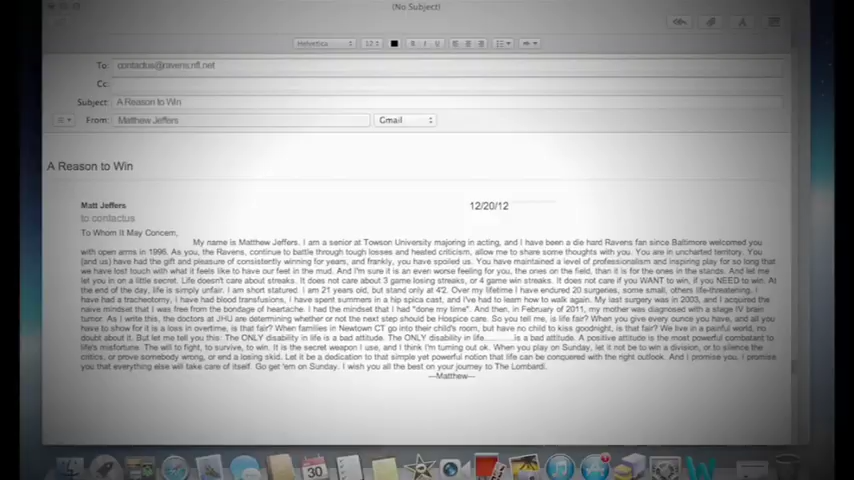 (No Subject)
Helvetica 12 B I U
To: contactus@ravens.nfl.net
Cc:
Subject: A Reason to Win
From: Matthew Jeffers Gmail
A Reason to Win
Matt Jeffers 12/20/12
to contactus
To Whom It May Concern,
My name is Matthew Jeffers. I am a senior at Towson University majoring in acting, and I have been a die hard Ravens fan since Baltimore welcomed you
with open arms in 1996. As you, the Ravens, continue to battle through tough losses and heated criticism, allow me to share some thoughts with you. You are in uncharted territory. You
(and us) have had the gift and pleasure of consistently winning for years, and frankly, you have spoiled us. You have maintained a level of professionalism and inspiring play for so long that
we have lost touch with what it feels like to have our feet in the mud. And I'm sure it is an even worse feeling for you, the ones on the field, than it is for the ones in the stands. And let me
let you in on a little secret. Life doesn't care about streaks. It does not care about 3 game losing streaks, or 4 game win streaks. It does not care if you WANT to win, if you NEED to win. At
the end of the day, life is simply unfair. I am short statured. I am 21 years old, but stand only at 4'2. Over my lifetime I have endured 20 surgeries, some small, others life-threatening. I
have had a tracheotomy, I have had blood transfusions, I have spent summers in a hip spica cast, and I've had to learn how to walk again. My last surgery was in 2003, and I acquired the
naive mindset that I was free from the bondage of heartache. I had the mindset that I had "done my time". And then, in February of 2011, my mother was diagnosed with a stage IV brain
tumor. As I write this, the doctors at JHU are determining whether or not the next step should be Hospice care. So you tell me, is life fair? When you give every ounce you have, and all you
have to show for it is a loss in overtime, is that fair? When families in Newtown CT go into their child's room, but have no child to kiss goodnight, is that fair? We live in a painful world, no
doubt about it. But let me tell you this: The ONLY disability in life is a bad attitude. The ONLY disability in life..........is a bad attitude. A positive attitude is the most powerful combatant to
life's misfortune. The will to fight, to survive, to win. It is the secret weapon I use, and I think I'm turning out ok. When you play on Sunday, let it not be to win a division, or to silence the
critics, or prove somebody wrong, or end a losing skid. Let it be a dedication to that simple yet powerful notion that life can be conquered with the right outlook. And I promise you, I promise
you that everything else will take care of itself. Go get 'em on Sunday. I wish you all the best on your journey to The Lombardi.
---Matthew---
30